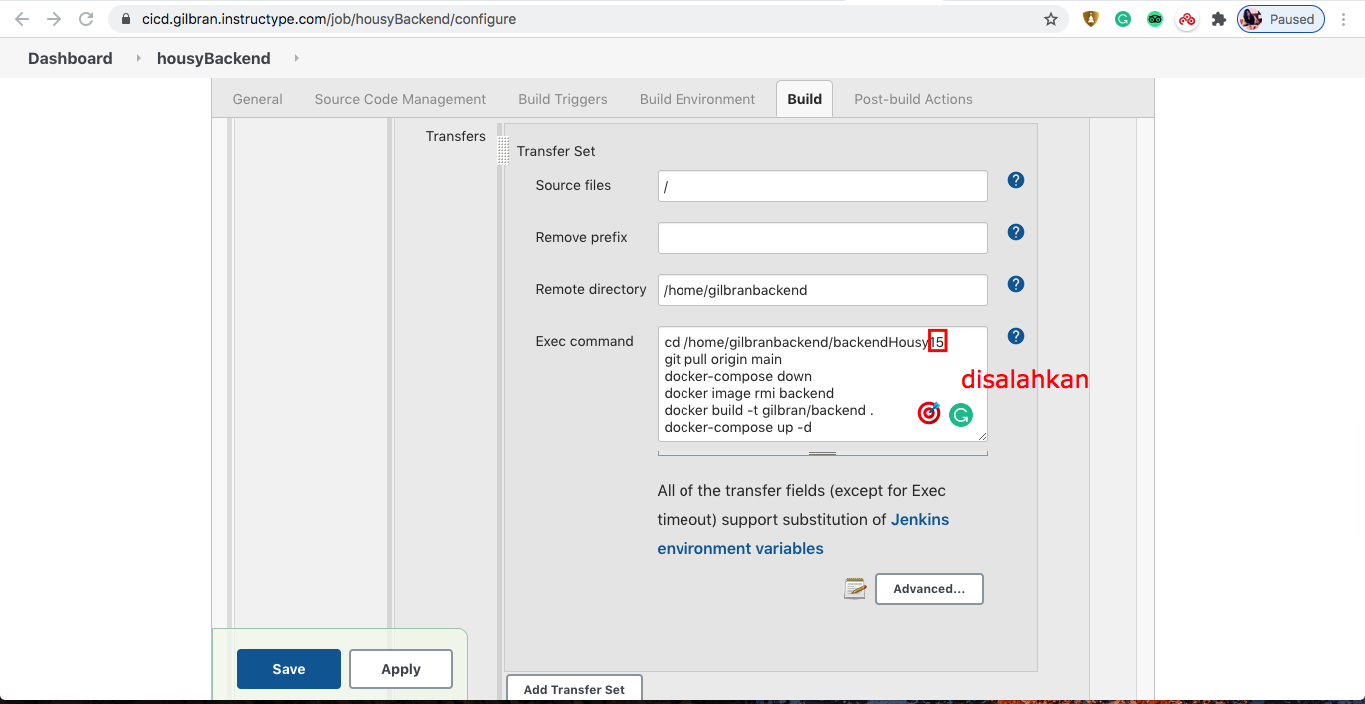 cicd.gilbran.instructype.com/job/housyBackend/configure
Paused
Dashboard housyBackend
General Source Code Management Build Triggers Build Environment Build Post-build Actions
Transfers
Transfer Set
Source files /
Remove prefix
Remote directory /home/gilbranbackend
Exec command
cd /home/gilbranbackend/backendHousy15
git pull origin main
docker-compose down
disalahkan
docker image rmi backend
docker build -t gilbran/backend .
docker-compose up -d
All of the transfer fields (except for Exec
timeout) support substitution of Jenkins
environment variables
Advanced...
Save Apply
Add Transfer Set